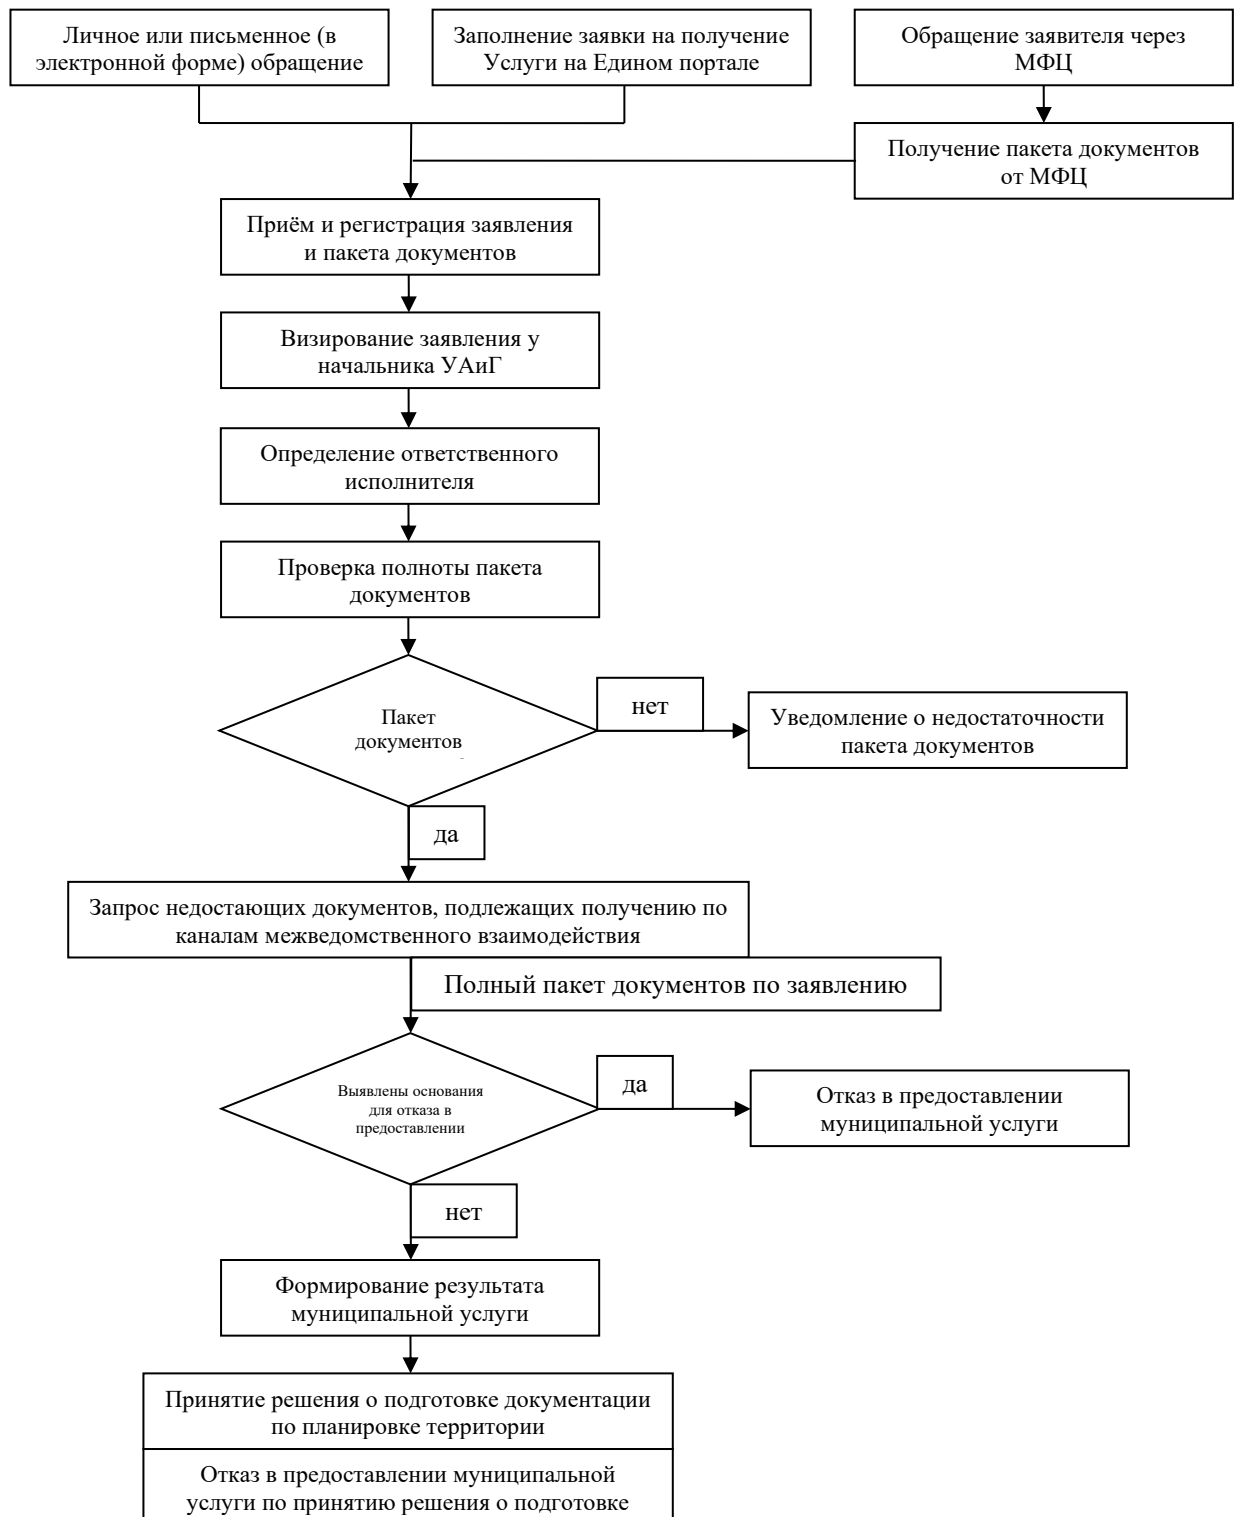 Личное или письменное (в
электронной форме) обращение
Заполнение заявки на получение
Услуги на Едином портале
Обращение заявителя через
МФЦ
Получение пакета документов
от МФЦ
Приём и регистрация заявления
и пакета документов
Визирование заявления у
начальника УАиГ
Определение ответственного
исполнителя
Проверка полноты пакета
документов
Пакет
документов
нет
Уведомление о недостаточности
пакета документов
да
Запрос недостающих документов, подлежащих получению по
каналам межведомственного взаимодействия
Полный пакет документов по заявлению
Выявлены основания
для отказа в
предоставлении
да
Отказ в предоставлении
муниципальной услуги
нет
Формирование результата
муниципальной услуги
Принятие решения о подготовке документации
по планировке территории
Отказ в предоставлении муниципальной
услуги по принятию решения о подготовке